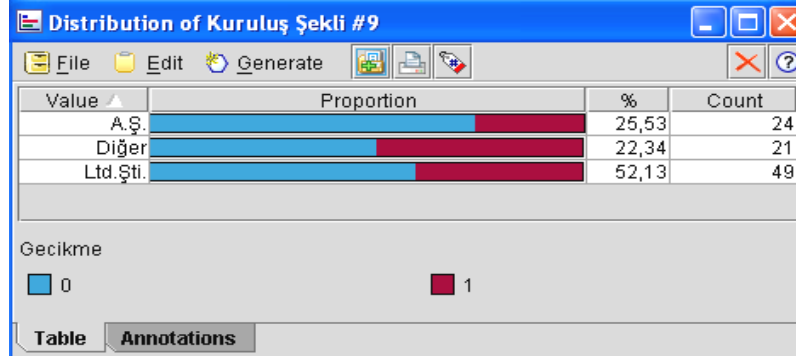 Distribution of Kuruluş Şekli #9
File Edit Generate
Value Proportion % Count
A.Ş. 25,53 24
Diğer 22,34 21
Ltd.Şti. 52,13 49
Gecikme
0 1
Table Annotations